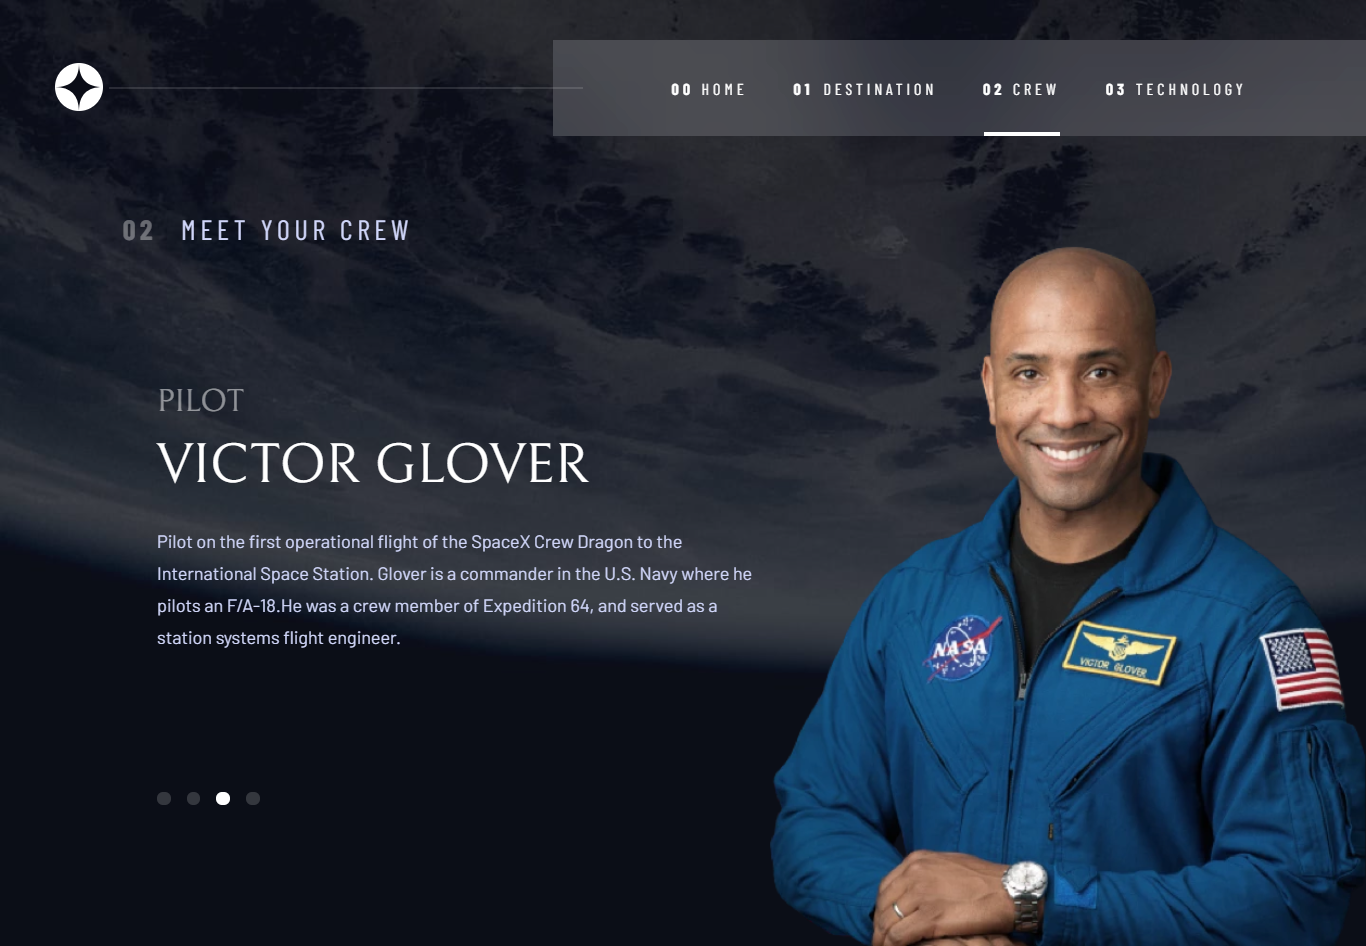 00 HOME 01 DESTINATION 02 CREW 03 TECHNOLOGY
02 MEET YOUR CREW
PILOT
VICTOR GLOVER
Pilot on the first operational flight of the SpaceX Crew Dragon to the
International Space Station. Glover is a commander in the U.S. Navy where he
pilots an F/A-18.He was a crew member of Expedition 64, and served as a
station systems flight engineer.
NASA
VICTOR GLOVER